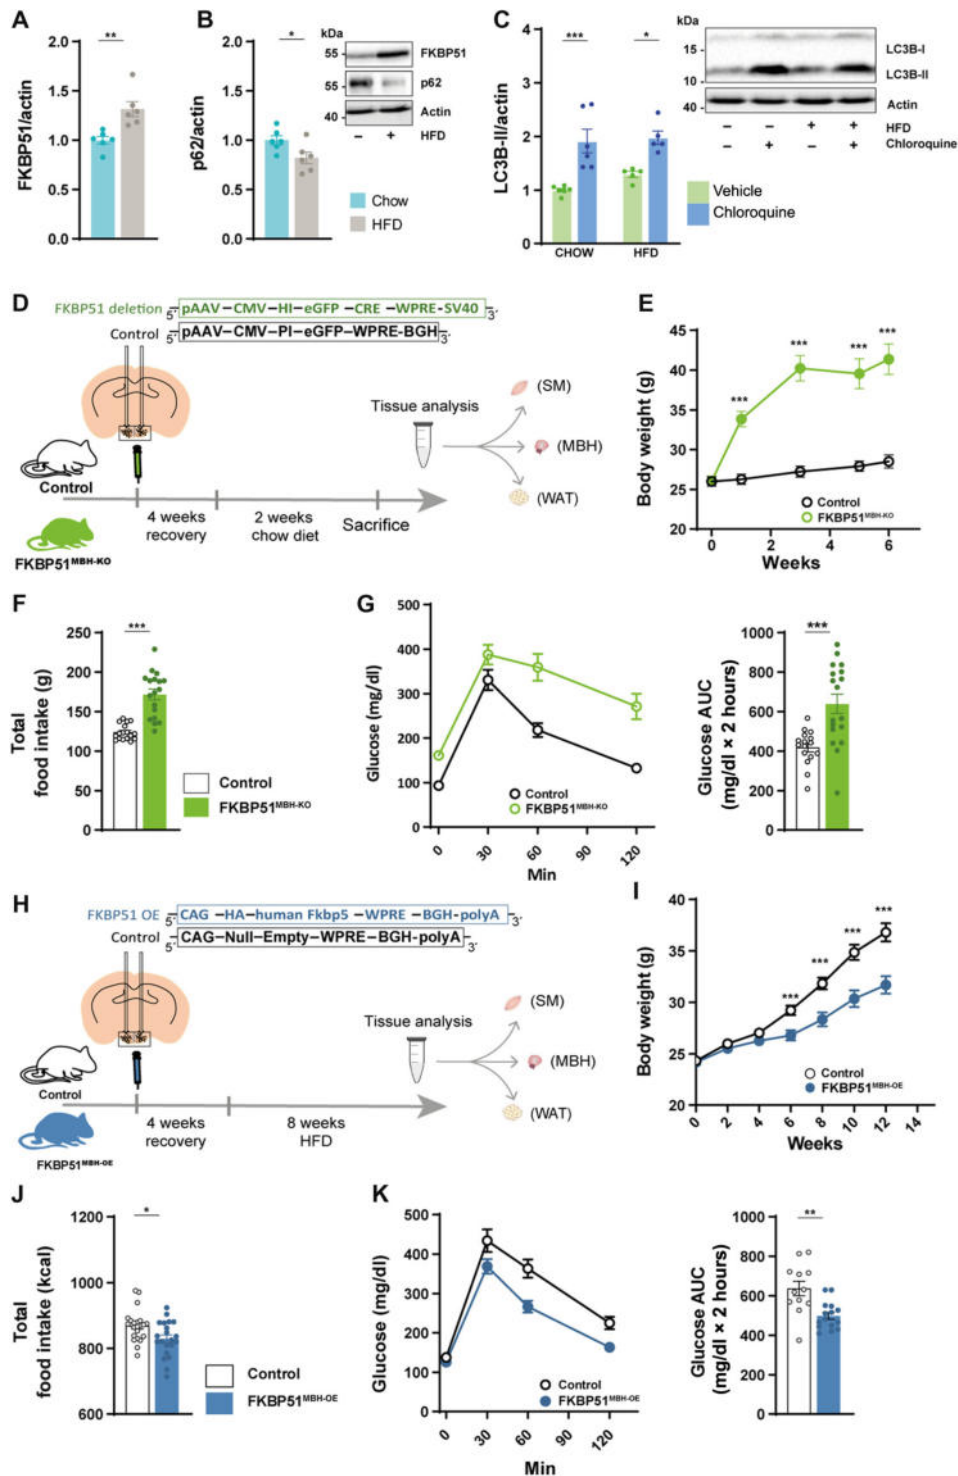 A
B
C
**
FKBP51/actin
2.0
1.5
1.0
0.5
0.0
*
p62/actin
2.0
1.5
1.0
0.5
0.0
kDa
55
FKBP51
55
p62
40
Actin
– + HFD
Chow
HFD
***
*
LC3B-II/actin
4
3
2
1
0
CHOW
HFD
kDa
15
10
40
LC3B-I
LC3B-II
Actin
– – + + HFD
– + – + Chloroquine
Vehicle
Chloroquine
D
FKBP51 deletion 5' pAAV–CMV–HI–eGFP –CRE –WPRE–SV40 3'
Control 5' pAAV–CMV–PI–eGFP–WPRE-BGH 3'
Control
FKBP51MBH-KO
4 weeks recovery
2 weeks chow diet
Sacrifice
Tissue analysis
(SM)
(MBH)
(WAT)
E
Body weight (g)
45
40
35
30
25
20
***
***
***
***
Control
FKBP51MBH-KO
0 2 4 6
Weeks
F
***
Total food intake (g)
250
200
150
100
50
0
Control
FKBP51MBH-KO
G
Glucose (mg/dl)
500
400
300
200
100
0
Control
FKBP51MBH-KO
0 30 60 90 120
Min
***
Glucose AUC
(mg/dl × 2 hours)
1000
800
600
400
200
0
H
FKBP51 OE 5' CAG –HA–human Fkbp5 –WPRE –BGH-polyA 3'
Control 5' CAG–Null–Empty–WPRE–BGH-polyA 3'
Control
FKBP51MBH-OE
4 weeks recovery
8 weeks HFD
Tissue analysis
(SM)
(MBH)
(WAT)
I
Body weight (g)
40
35
30
25
20
***
***
***
***
Control
FKBP51MBH-OE
0 2 4 6 8 10 12 14
Weeks
J
*
Total food intake (kcal)
1200
1000
800
600
Control
FKBP51MBH-OE
K
Glucose (mg/dl)
500
400
300
200
100
0
Control
FKBP51MBH-OE
0 30 60 90 120
Min
**
Glucose AUC
(mg/dl × 2 hours)
1000
800
600
400
200
0